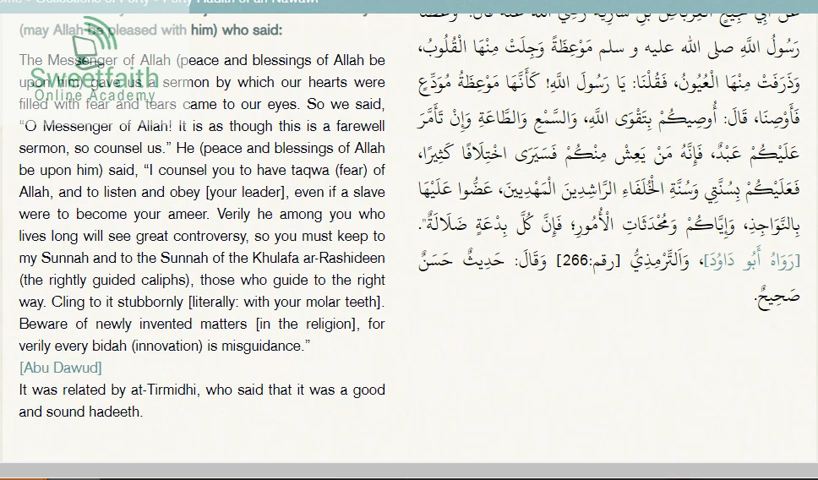 (may Allah be pleased with him) who said:
The Messenger of Allah (peace and blessings of Allah be
upon him) gave us a sermon by which our hearts were
filled with fear and tears came to our eyes. So we said,
“O Messenger of Allah! It is as though this is a farewell
sermon, so counsel us.” He (peace and blessings of Allah
be upon him) said, “I counsel you to have taqwa (fear) of
Allah, and to listen and obey [your leader], even if a slave
were to become your ameer. Verily he among you who
lives long will see great controversy, so you must keep to
my Sunnah and to the Sunnah of the Khulafa ar-Rashideen
(the rightly guided caliphs), those who guide to the right
way. Cling to it stubbornly [literally: with your molar teeth].
Beware of newly invented matters [in the religion], for
verily every bidah (innovation) is misguidance.”
[Abu Dawud]
It was related by at-Tirmidhi, who said that it was a good
and sound hadeeth.
Sweetfaith
Online Academy
رَسُولُ اللَّهِ صلى الله عليه و سلم مَوْعِظَةً وَجِلَتْ مِنْهَا الْقُلُوبُ،
وَذَرَفَتْ مِنْهَا الْعُيُونُ، فَقُلْنَا: يَا رَسُولَ اللَّهِ! كَأَنَّهَا مَوْعِظَةُ مُوَدِّعٍ
فَأَوْصِنَا، قَالَ: أُوصِيكُمْ بِتَقْوَى اللَّهِ، وَالسَّمْعِ وَالطَّاعَةِ وَإِنْ تَأَمَّرَ
عَلَيْكُمْ عَبْدٌ، فَإِنَّهُ مَنْ يَعِشْ مِنْكُمْ فَسَيَرَى اخْتِلَافًا كَثِيرًا،
فَعَلَيْكُمْ بِسُنَّتِي وَسُنَّةِ الْخُلَفَاءِ الرَّاشِدِينَ الْمَهْدِيينَ، عَضُّوا عَلَيْهَا
بِالنَّوَاجِذِ، وَإِيَّاكُمْ وَمُحْدَثَاتِ الْأُمُورِ؛ فَإِنَّ كُلَّ بِدْعَةٍ ضَلَالَةٌ".
[رَوَاهُ أَبُو دَاوُدَ]، وَاَلتِّرْمِذِيُّ [رقم:266] وَقَالَ: حَدِيثٌ حَسَنٌ
صَحِيحٌ.